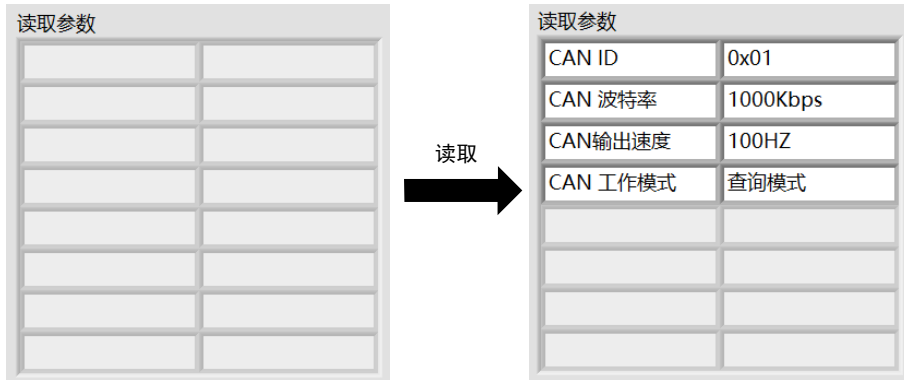 读取参数
读取
读取参数
CAN ID 0x01
CAN 波特率 1000Kbps
CAN输出速度 100HZ
CAN 工作模式 查询模式